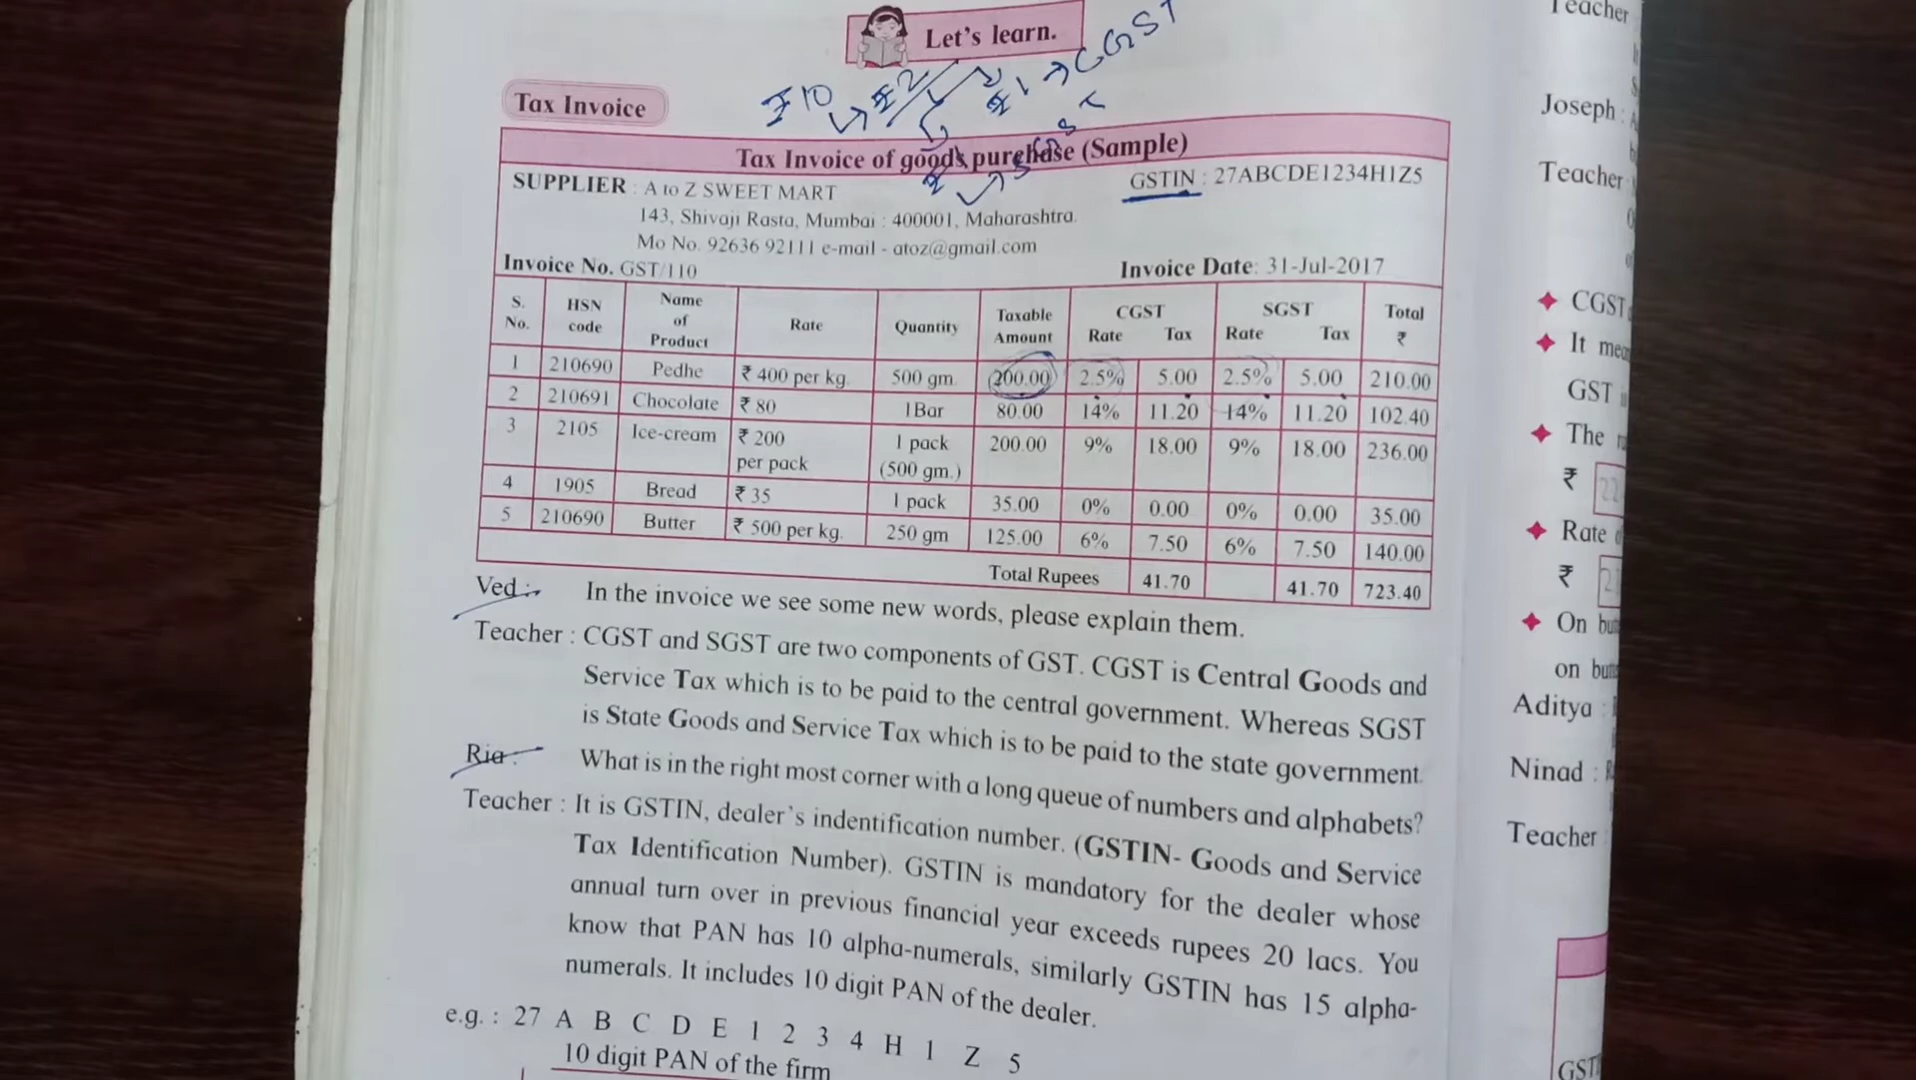 Let's learn.
₹10 → ₹2
₹1 → CGST
₹1 → SGST
Tax Invoice
Tax Invoice of goods purchase (Sample)
SUPPLIER : A to Z SWEET MART GSTIN : 27ABCDE1234H1Z5
143, Shivaji Rasta, Mumbai : 400001, Maharashtra.
Mo No. 92636 92111 e-mail - atoz@gmail.com
Invoice No. GST/110 Invoice Date: 31-Jul-2017
S. No. HSN code Name of Product Rate Quantity Taxable Amount CGST Rate Tax SGST Rate Tax Total ₹
1 210690 Pedhe ₹ 400 per kg. 500 gm. 200.00 2.5% 5.00 2.5% 5.00 210.00
2 210691 Chocolate ₹ 80 1Bar 80.00 14% 11.20 14% 11.20 102.40
3 2105 Ice-cream ₹ 200 per pack 1 pack (500 gm.) 200.00 9% 18.00 9% 18.00 236.00
4 1905 Bread ₹ 35 1 pack 35.00 0% 0.00 0% 0.00 35.00
5 210690 Butter ₹ 500 per kg. 250 gm 125.00 6% 7.50 6% 7.50 140.00
Total Rupees 41.70 41.70 723.40
Ved : In the invoice we see some new words, please explain them.
Teacher : CGST and SGST are two components of GST. CGST is Central Goods and
Service Tax which is to be paid to the central government. Whereas SGST
is State Goods and Service Tax which is to be paid to the state government.
Ria : What is in the right most corner with a long queue of numbers and alphabets?
Teacher : It is GSTIN, dealer's indentification number. (GSTIN- Goods and Service
Tax Identification Number). GSTIN is mandatory for the dealer whose
annual turn over in previous financial year exceeds rupees 20 lacs. You
know that PAN has 10 alpha-numerals, similarly GSTIN has 15 alpha-
numerals. It includes 10 digit PAN of the dealer.
e.g. : 27 A B C D E 1 2 3 4 H 1 Z 5
10 digit PAN of the firm
Teacher
Joseph :
Teacher
CGST
It
GST
The
₹ 22
Rate
₹
On
on
Aditya :
Ninad :
Teacher